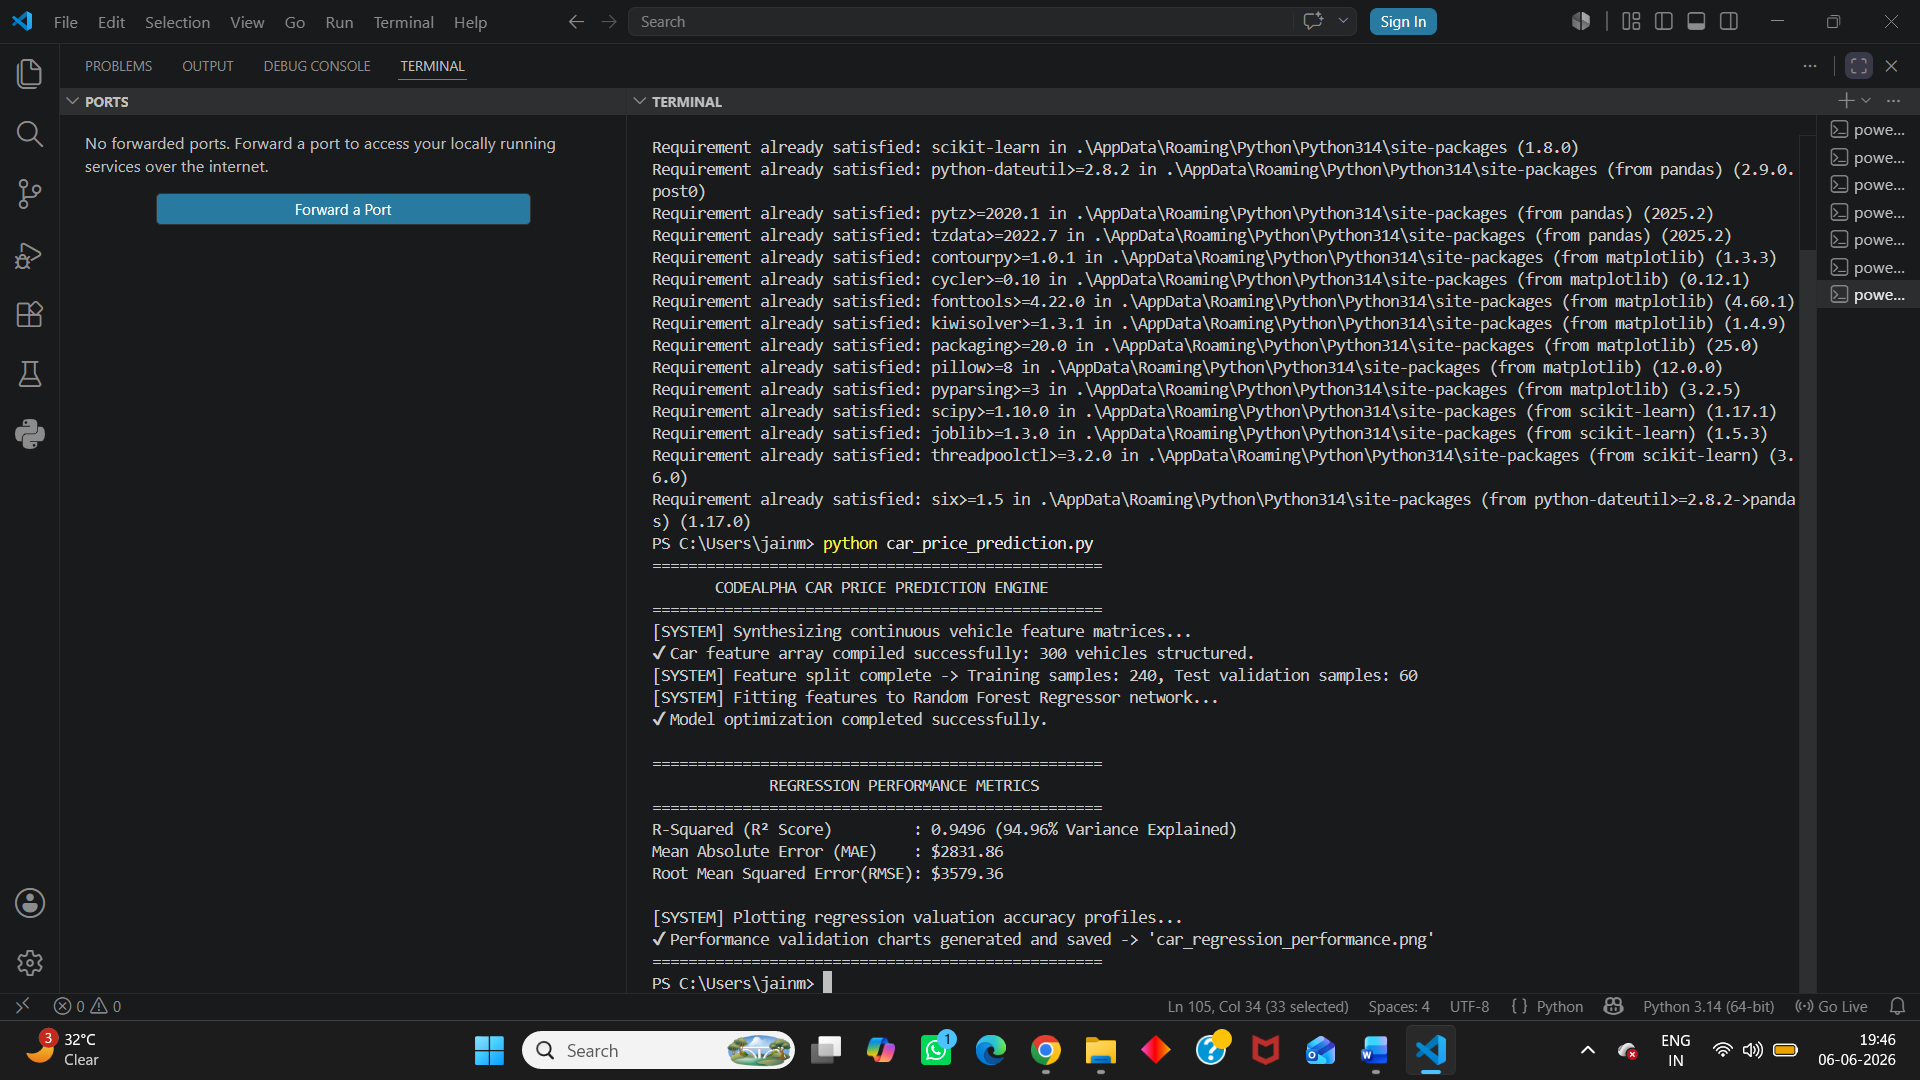 File Edit Selection View Go Run Terminal Help
Search
Sign In
PROBLEMS OUTPUT DEBUG CONSOLE TERMINAL
PORTS
No forwarded ports. Forward a port to access your locally running
services over the internet.
Forward a Port
TERMINAL
Requirement already satisfied: scikit-learn in .\AppData\Roaming\Python\Python314\site-packages (1.8.0)
Requirement already satisfied: python-dateutil>=2.8.2 in .\AppData\Roaming\Python\Python314\site-packages (from pandas) (2.9.0.
post0)
Requirement already satisfied: pytz>=2020.1 in .\AppData\Roaming\Python\Python314\site-packages (from pandas) (2025.2)
Requirement already satisfied: tzdata>=2022.7 in .\AppData\Roaming\Python\Python314\site-packages (from pandas) (2025.2)
Requirement already satisfied: contourpy>=1.0.1 in .\AppData\Roaming\Python\Python314\site-packages (from matplotlib) (1.3.3)
Requirement already satisfied: cycler>=0.10 in .\AppData\Roaming\Python\Python314\site-packages (from matplotlib) (0.12.1)
Requirement already satisfied: fonttools>=4.22.0 in .\AppData\Roaming\Python\Python314\site-packages (from matplotlib) (4.60.1)
Requirement already satisfied: kiwisolver>=1.3.1 in .\AppData\Roaming\Python\Python314\site-packages (from matplotlib) (1.4.9)
Requirement already satisfied: packaging>=20.0 in .\AppData\Roaming\Python\Python314\site-packages (from matplotlib) (25.0)
Requirement already satisfied: pillow>=8 in .\AppData\Roaming\Python\Python314\site-packages (from matplotlib) (12.0.0)
Requirement already satisfied: pyparsing>=3 in .\AppData\Roaming\Python\Python314\site-packages (from matplotlib) (3.2.5)
Requirement already satisfied: scipy>=1.10.0 in .\AppData\Roaming\Python\Python314\site-packages (from scikit-learn) (1.17.1)
Requirement already satisfied: joblib>=1.3.0 in .\AppData\Roaming\Python\Python314\site-packages (from scikit-learn) (1.5.3)
Requirement already satisfied: threadpoolctl>=3.2.0 in .\AppData\Roaming\Python\Python314\site-packages (from scikit-learn) (3.
6.0)
Requirement already satisfied: six>=1.5 in .\AppData\Roaming\Python\Python314\site-packages (from python-dateutil>=2.8.2->panda
s) (1.17.0)
PS C:\Users\jainm> python car_price_prediction.py
==================================================
CODEALPHA CAR PRICE PREDICTION ENGINE
==================================================
[SYSTEM] Synthesizing continuous vehicle feature matrices...
✓ Car feature array compiled successfully: 300 vehicles structured.
[SYSTEM] Feature split complete -> Training samples: 240, Test validation samples: 60
[SYSTEM] Fitting features to Random Forest Regressor network...
✓ Model optimization completed successfully.
==================================================
REGRESSION PERFORMANCE METRICS
==================================================
R-Squared (R² Score) : 0.9496 (94.96% Variance Explained)
Mean Absolute Error (MAE) : $2831.86
Root Mean Squared Error(RMSE): $3579.36
[SYSTEM] Plotting regression valuation accuracy profiles...
✓ Performance validation charts generated and saved -> 'car_regression_performance.png'
==================================================
PS C:\Users\jainm>
powe...
powe...
powe...
powe...
powe...
powe...
powe...
0 0
Ln 105, Col 34 (33 selected) Spaces: 4 UTF-8 { } Python Python 3.14 (64-bit) Go Live
3
32°C
Clear
Search
1
ENG
IN
19:46
06-06-2026